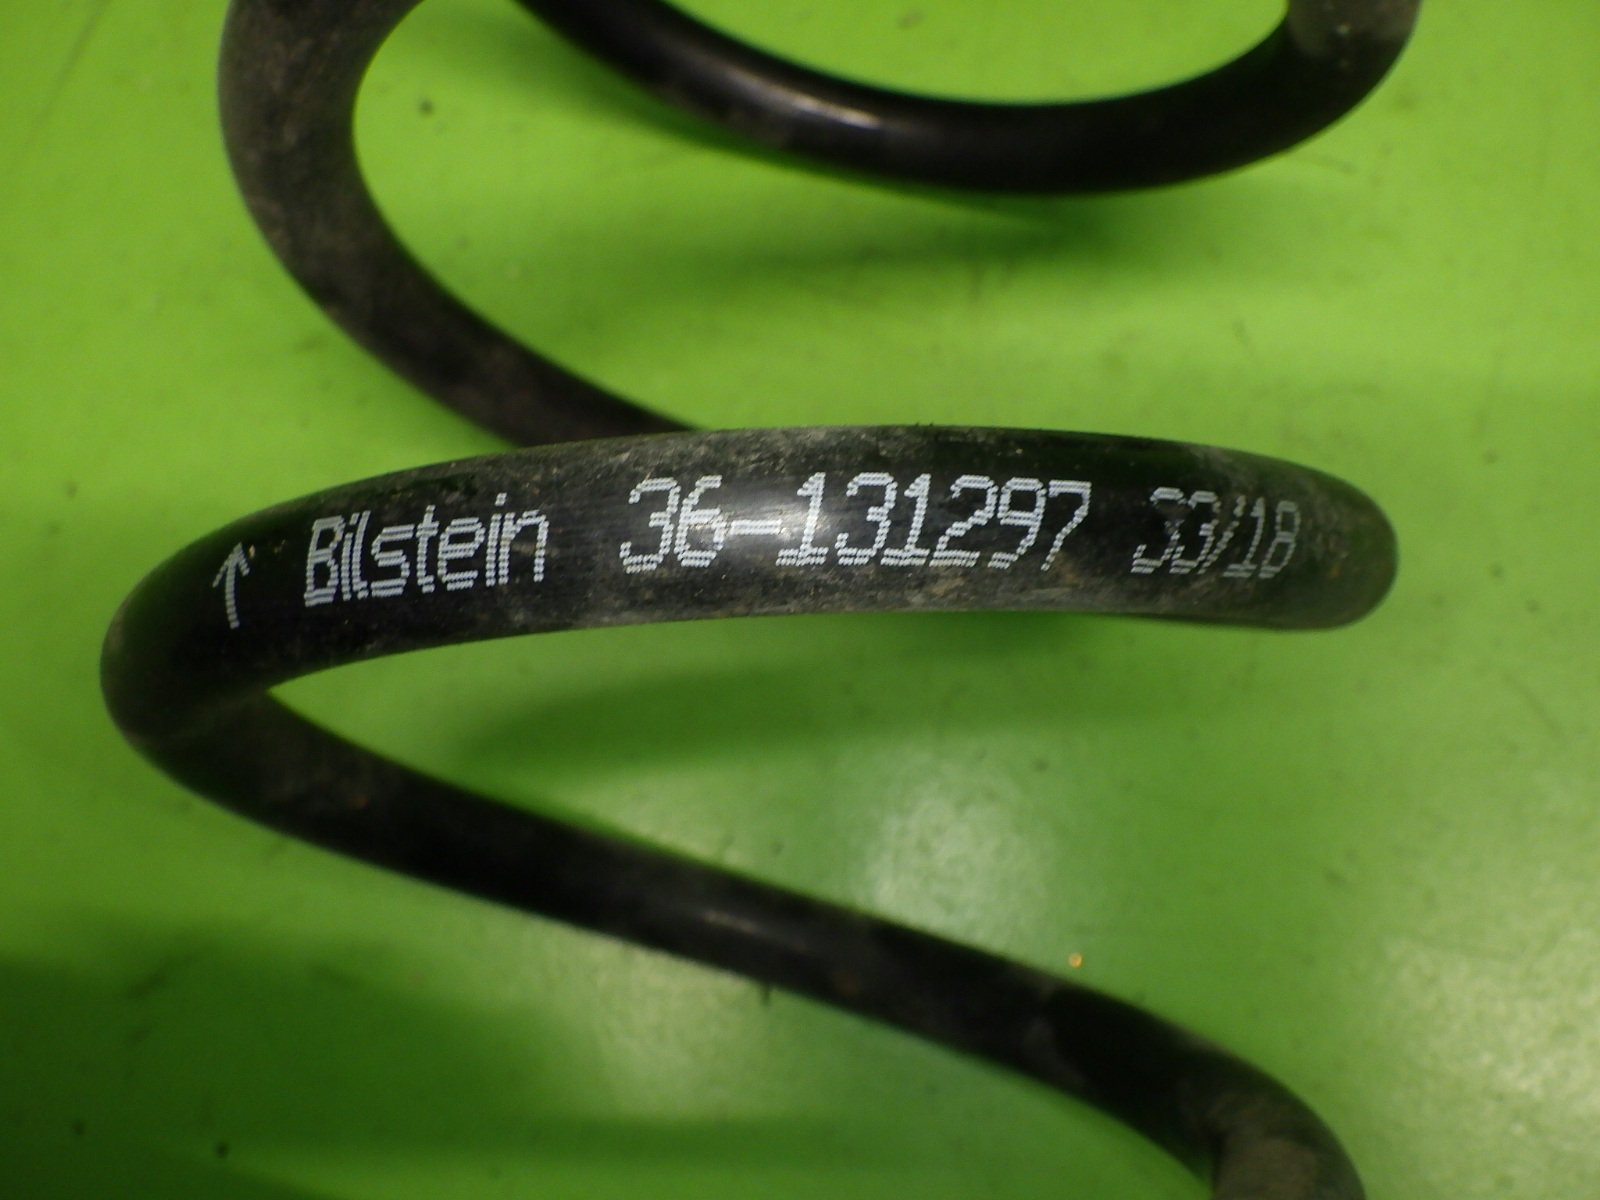 ↑ Bilstein 36-131297 33/18